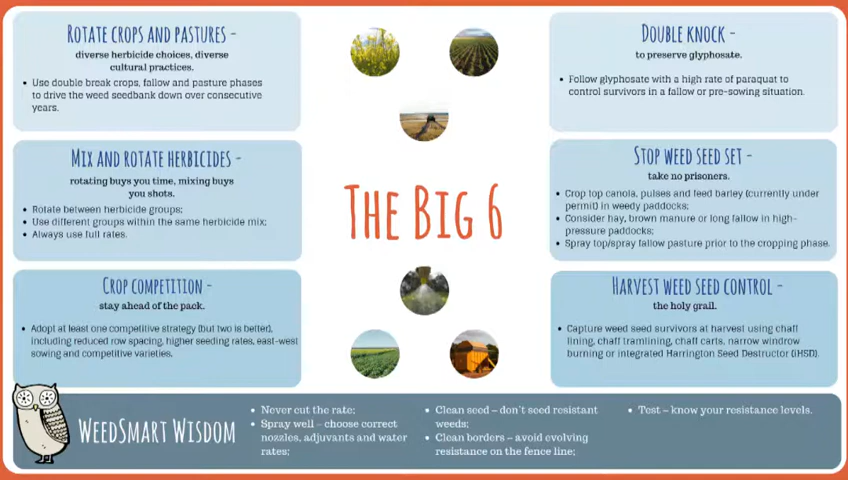 ROTATE CROPS AND PASTURES -
diverse herbicide choices, diverse
cultural practices.
• Use double break crops, fallow and pasture phases
to drive the weed seedbank down over consecutive
years.
MIX AND ROTATE HERBICIDES -
rotating buys you time, mixing buys
you shots.
• Rotate between herbicide groups;
• Use different groups within the same herbicide mix;
• Always use full rates.
CROP COMPETITION -
stay ahead of the pack.
• Adopt at least one competitive strategy (but two is better),
including reduced row spacing, higher seeding rates, east-west
sowing and competitive varieties.
THE BIG 6
DOUBLE KNOCK -
to preserve glyphosate.
• Follow glyphosate with a high rate of paraquat to
control survivors in a fallow or pre-sowing situation.
STOP WEED SEED SET -
take no prisoners.
• Crop top canola, pulses and feed barley (currently under
permit) in weedy paddocks;
• Consider hay, brown manure or long fallow in high-
pressure paddocks;
• Spray top/spray fallow pasture prior to the cropping phase.
HARVEST WEED SEED CONTROL -
the holy grail.
• Capture weed seed survivors at harvest using chaff
lining, chaff tramlining, chaff carts, narrow windrow
burning or integrated Harrington Seed Destructor (iHSD).
WEEDSMART WISDOM
• Never cut the rate;
• Spray well – choose correct
nozzles, adjuvants and water
rates;
• Clean seed – don't seed resistant
weeds;
• Clean borders – avoid evolving
resistance on the fence line;
• Test – know your resistance levels.